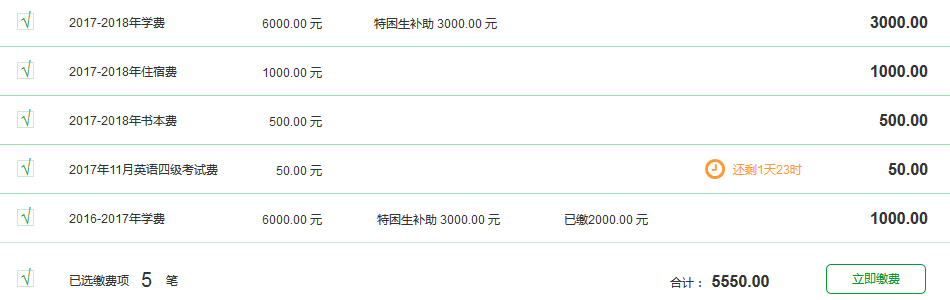 2017-2018年学费 6000.00 元 特困生补助 3000.00 元 3000.00
2017-2018年住宿费 1000.00 元 1000.00
2017-2018年书本费 500.00 元 500.00
2017年11月英语四级考试费 50.00 元 还剩1天23时 50.00
2016-2017年学费 6000.00 元 特困生补助 3000.00 元 已缴2000.00 元 1000.00
已选缴费项 5 笔 合计： 5550.00 立即缴费